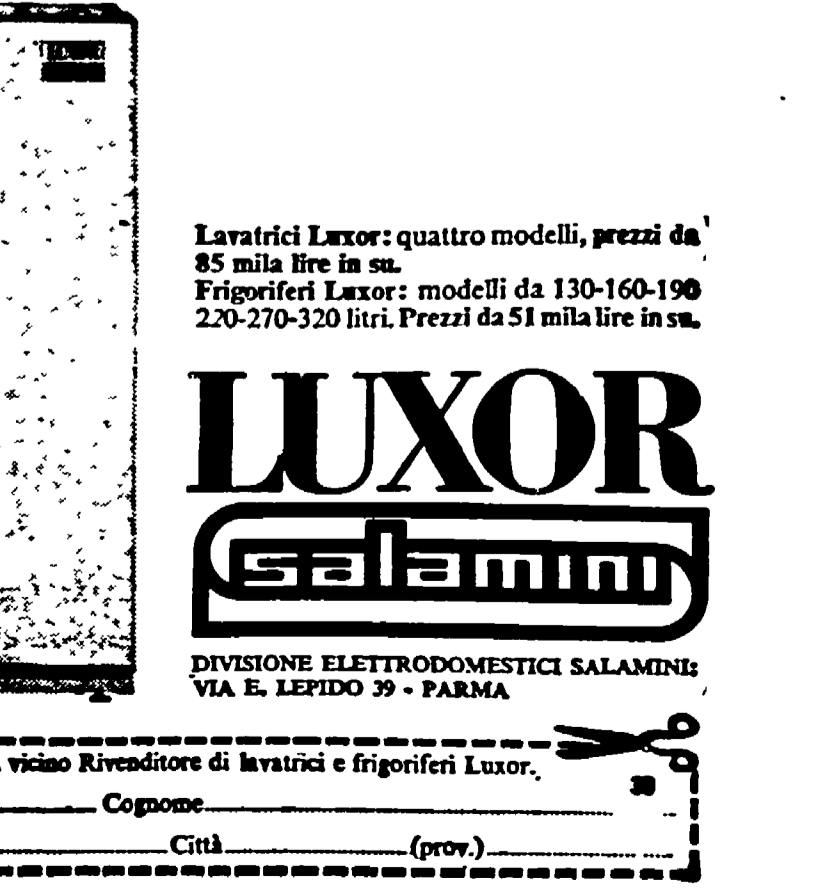 Lavatrici Luxor: quattro modelli, prezzi da
85 mila lire in su.
Frigoriferi Luxor: modelli da 130-160-190
220-270-320 litri. Prezzi da 51 mila lire in su.
LUXOR
salamini
DIVISIONE ELETTRODOMESTICI SALAMINI:
VIA E. LEPIDO 39 - PARMA
vicino Rivenditore di lavatrici e frigoriferi Luxor.
38
Cognome
Città (prov.)